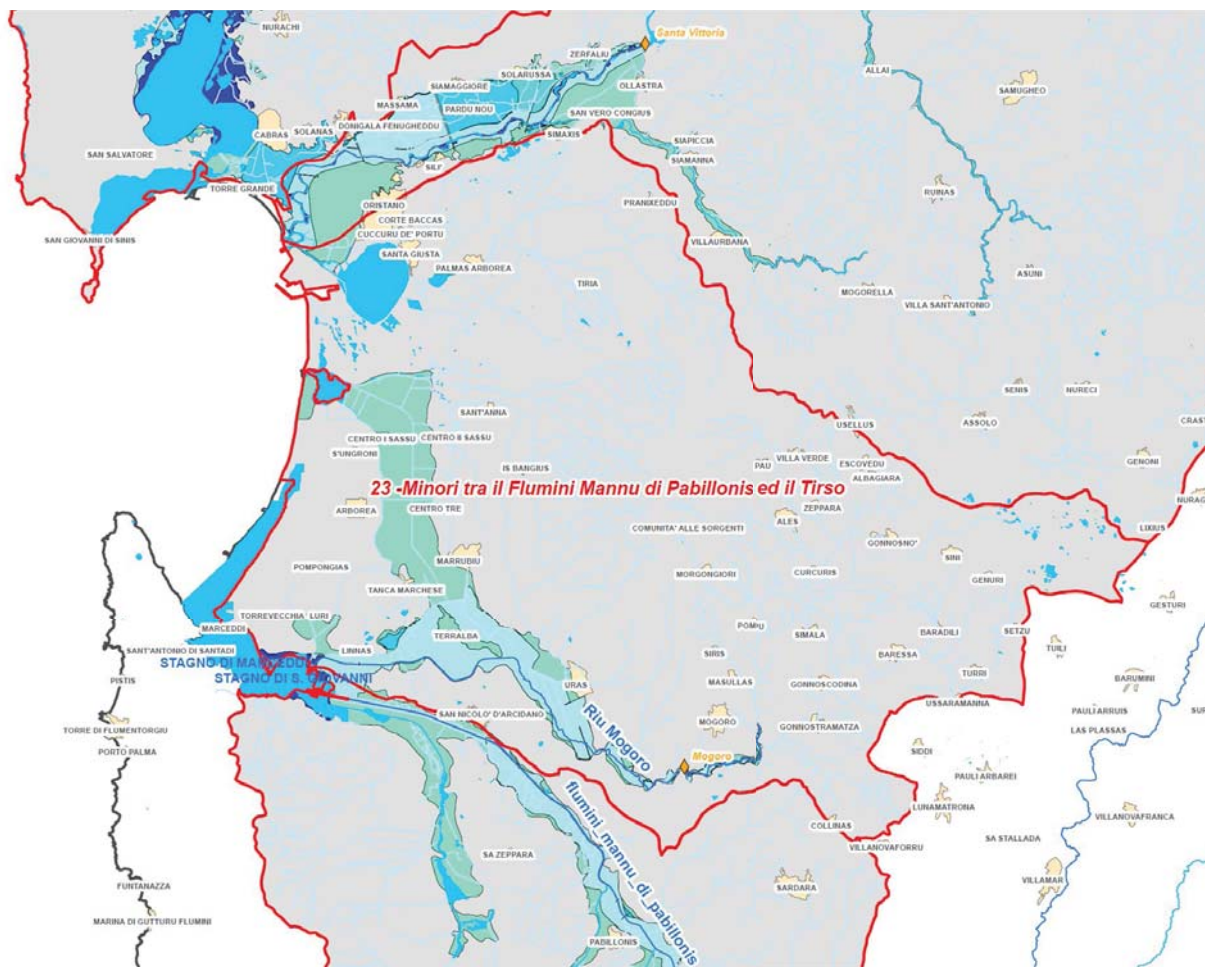 NURACHI
Santa Vittoria
ZERFALIU
SOLARUSSA
ALLAI
SIAMAGGIORE
OLLASTRA
SAMUGHEO
MASSAMA
PARDU NOU
SAN VERO CONGIUS
CABRAS
SOLANAS
DONIGALA FENUGHEDDU
SIMAXIS
SIAPICCIA
SAN SALVATORE
SILI'
SIAMANNA
TORRE GRANDE
RUINAS
ORISTANO
PRANIXEDDU
CORTE BACCAS
CUCCURU DE' PORTU
SAN GIOVANNI DI SINIS
VILLAURBANA
SANTA GIUSTA
PALMAS ARBOREA
ASUNI
TIRIA
MOGORELLA
VILLA SANT'ANTONIO
SENIS
NURECI
SANT'ANNA
USELLUS
ASSOLO
CRAST
CENTRO I SASSU
CENTRO II SASSU
S'UNGRONI
VILLA VERDE
GENONI
IS BANGIUS
PAU
ESCOVEDU
ALBAGIARA
23 -Minori tra il Flumini Mannu di Pabillonis ed il Tirso
NURAG
ARBOREA
CENTRO TRE
ZEPPARA
ALES
COMUNITA' ALLE SORGENTI
LIXIUS
GONNOSNO'
SINI
MARRUBIU
POMPONGIAS
MORGONGIORI
CURCURIS
GENURI
TANCA MARCHESE
GESTURI
TORREVECCHIA
LURI
MARCEDDI
POMPU
SIMALA
BARADILI
SETZU
TERRALBA
TUILI
SANT'ANTONIO DI SANTADI
LINNAS
SIRIS
BARESSA
STAGNO DI MARCEDDI
STAGNO DI S. GIOVANNI
PISTIS
MASULLAS
GONNOSCODINA
TURRI
BARUMINI
URAS
USSARAMANNA
PAULI ARRUIS
SUR
SAN NICOLO' D'ARCIDANO
MOGORO
GONNOSTRAMATZA
TORRE DI FLUMENTORGIU
LAS PLASSAS
Riu Mogoro
PORTO PALMA
SIDDI
Mogoro
PAULI ARBAREI
LUNAMATRONA
VILLANOVAFRANCA
COLLINAS
SA STALLADA
VILLANOVAFORRU
flumini_mannu_di_pabillonis
SA ZEPPARA
VILLAMAR
FUNTANAZZA
SARDARA
MARINA DI GUTTURU FLUMINI
PABILLONIS